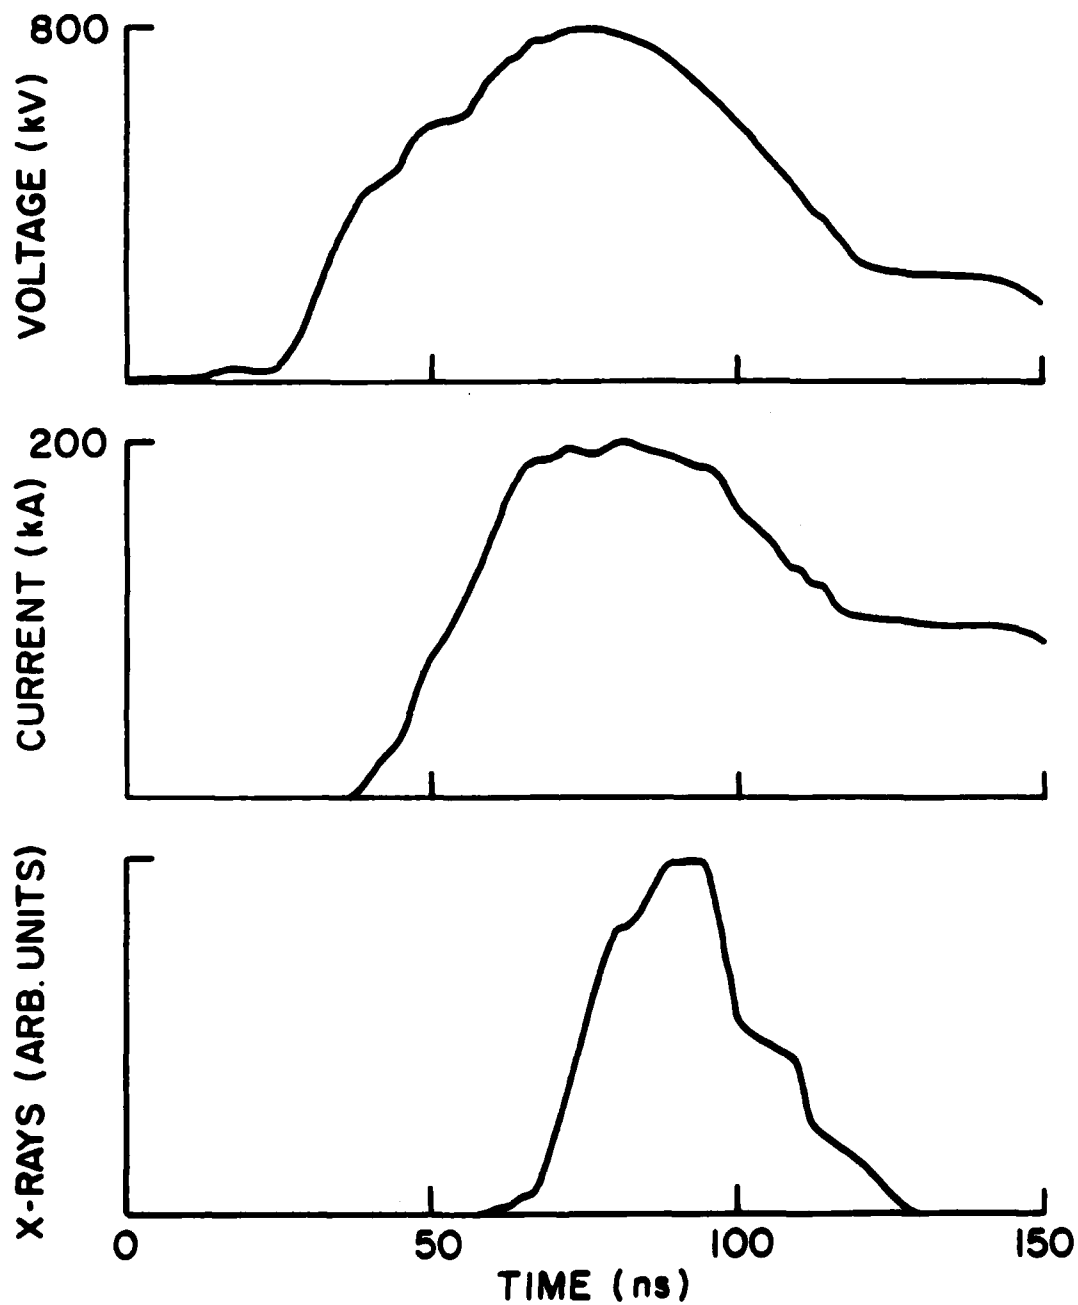 800
VOLTAGE (kV)
200
CURRENT (kA)
X-RAYS (ARB. UNITS)
0 50 100 150
TIME (ns)